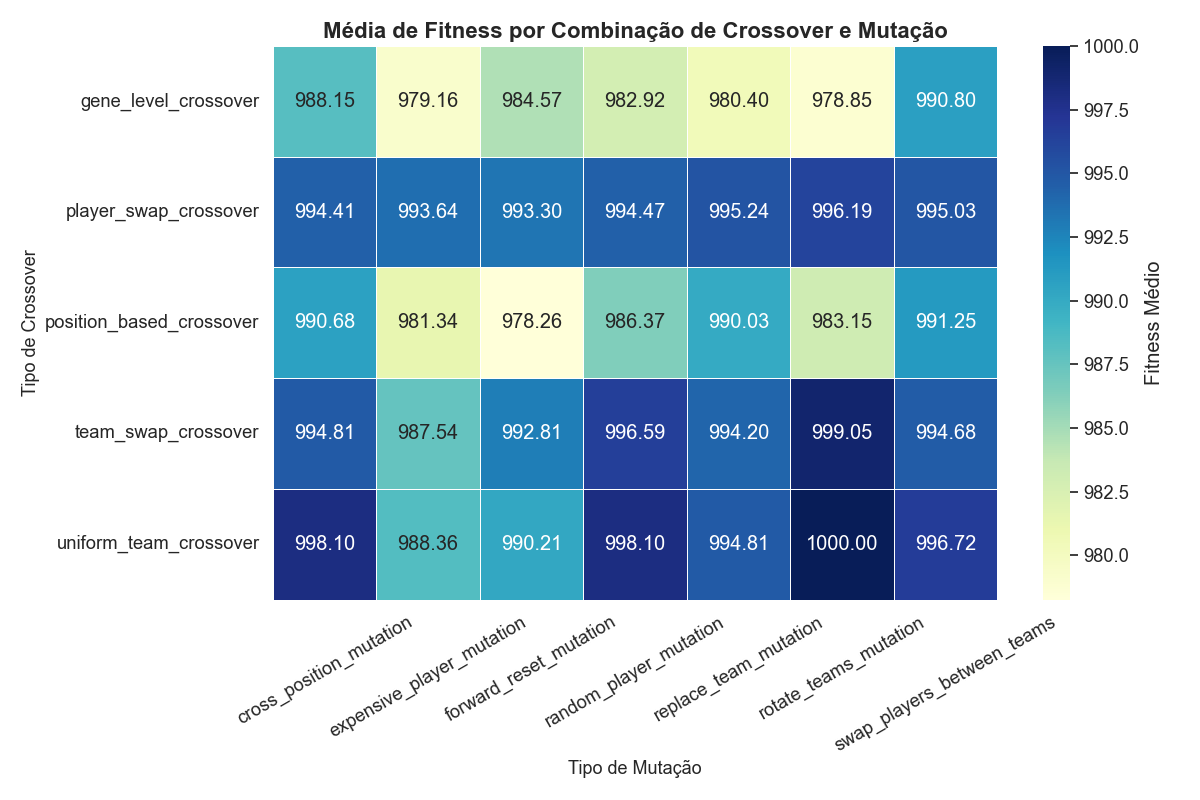 Média de Fitness por Combinação de Crossover e Mutação
Tipo de Crossover
gene_level_crossover 988.15 979.16 984.57 982.92 980.40 978.85 990.80
player_swap_crossover 994.41 993.64 993.30 994.47 995.24 996.19 995.03
position_based_crossover 990.68 981.34 978.26 986.37 990.03 983.15 991.25
team_swap_crossover 994.81 987.54 992.81 996.59 994.20 999.05 994.68
uniform_team_crossover 998.10 988.36 990.21 998.10 994.81 1000.00 996.72
cross_position_mutation
expensive_player_mutation
forward_reset_mutation
random_player_mutation
replace_team_mutation
rotate_teams_mutation
swap_players_between_teams
Tipo de Mutação
1000.0
997.5
995.0
992.5
990.0
987.5
985.0
982.5
980.0
Fitness Médio